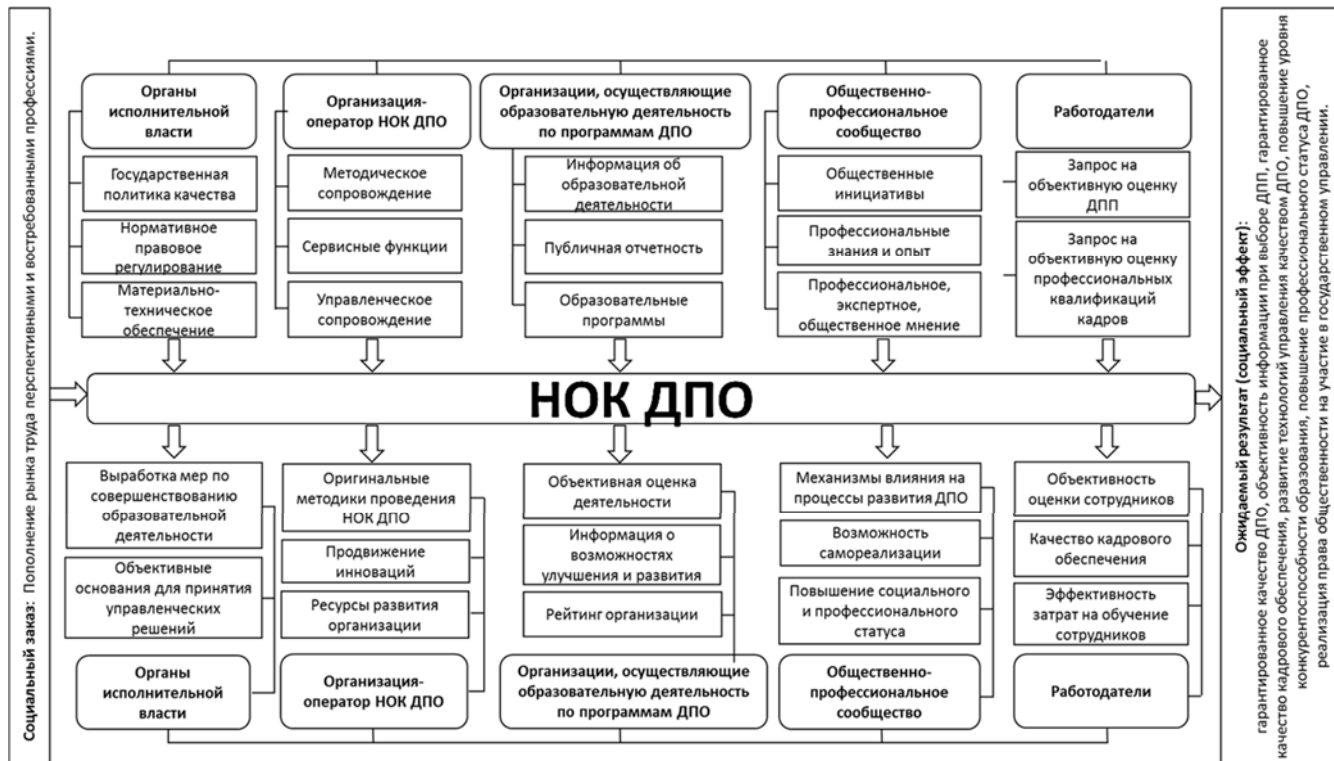 Социальный заказ: Пополнение рынка труда перспективными и востребованными профессиями.
Органы
исполнительной
власти
Государственная
политика качества
Нормативное
правовое
регулирование
Материально-
техническое
обеспечение
Организация-
оператор НОК ДПО
Методическое
сопровождение
Сервисные функции
Управленческое
сопровождение
Организации, осуществляющие
образовательную деятельность
по программам ДПО
Информация об
образовательной
деятельности
Публичная отчетность
Образовательные
программы
Общественно-
профессиональное
сообщество
Общественные
инициативы
Профессиональные
знания и опыт
Профессиональное,
экспертное,
общественное мнение
Работодатели
Запрос на
объективную оценку
ДПП
Запрос на
объективную оценку
профессиональных
квалификаций
кадров
НОК ДПО
Выработка мер по
совершенствованию
образовательной
деятельности
Объективные
основания для принятия
управленческих
решений
Органы
исполнительной
власти
Оригинальные
методики проведения
НОК ДПО
Продвижение
инноваций
Ресурсы развития
организации
Организация-
оператор НОК ДПО
Объективная оценка
деятельности
Информация о
возможностях
улучшения и развития
Рейтинг организации
Организации, осуществляющие
образовательную деятельность
по программам ДПО
Механизмы влияния на
процессы развития ДПО
Возможность
самореализации
Повышение социального
и профессионального
статуса
Общественно-
профессиональное
сообщество
Объективность
оценки сотрудников
Качество кадрового
обеспечения
Эффективность
затрат на обучение
сотрудников
Работодатели
Ожидаемый результат (социальный эффект):
гарантированное качество ДПО, объективность информации при выборе ДПП, гарантированное
качество кадрового обеспечения, развитие технологий управления качеством ДПО, повышение уровня
конкурентоспособности образования, повышение профессионального статуса ДПО,
реализация права общественности на участие в государственном управлении.